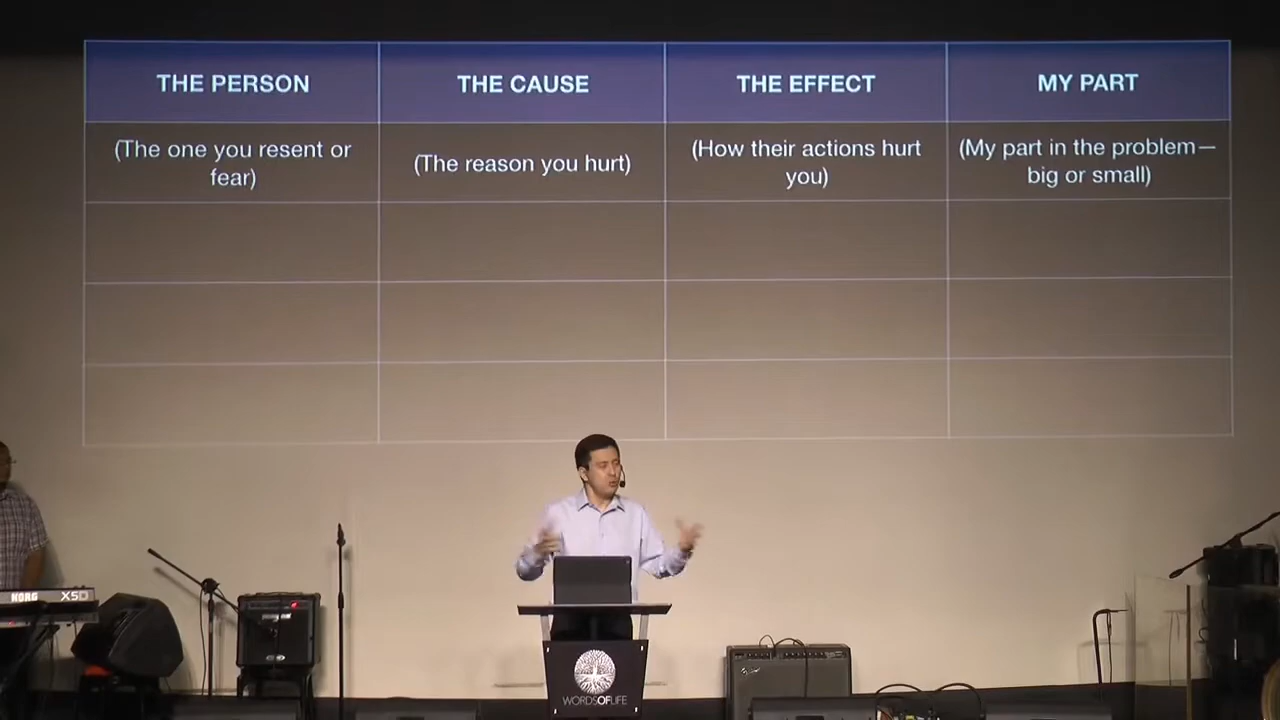 THE PERSON
THE CAUSE
THE EFFECT
MY PART
(The one you resent or
fear)
(The reason you hurt)
(How their actions hurt
you)
(My part in the problem—
big or small)
KORG X5D
WORDSOFLIFE